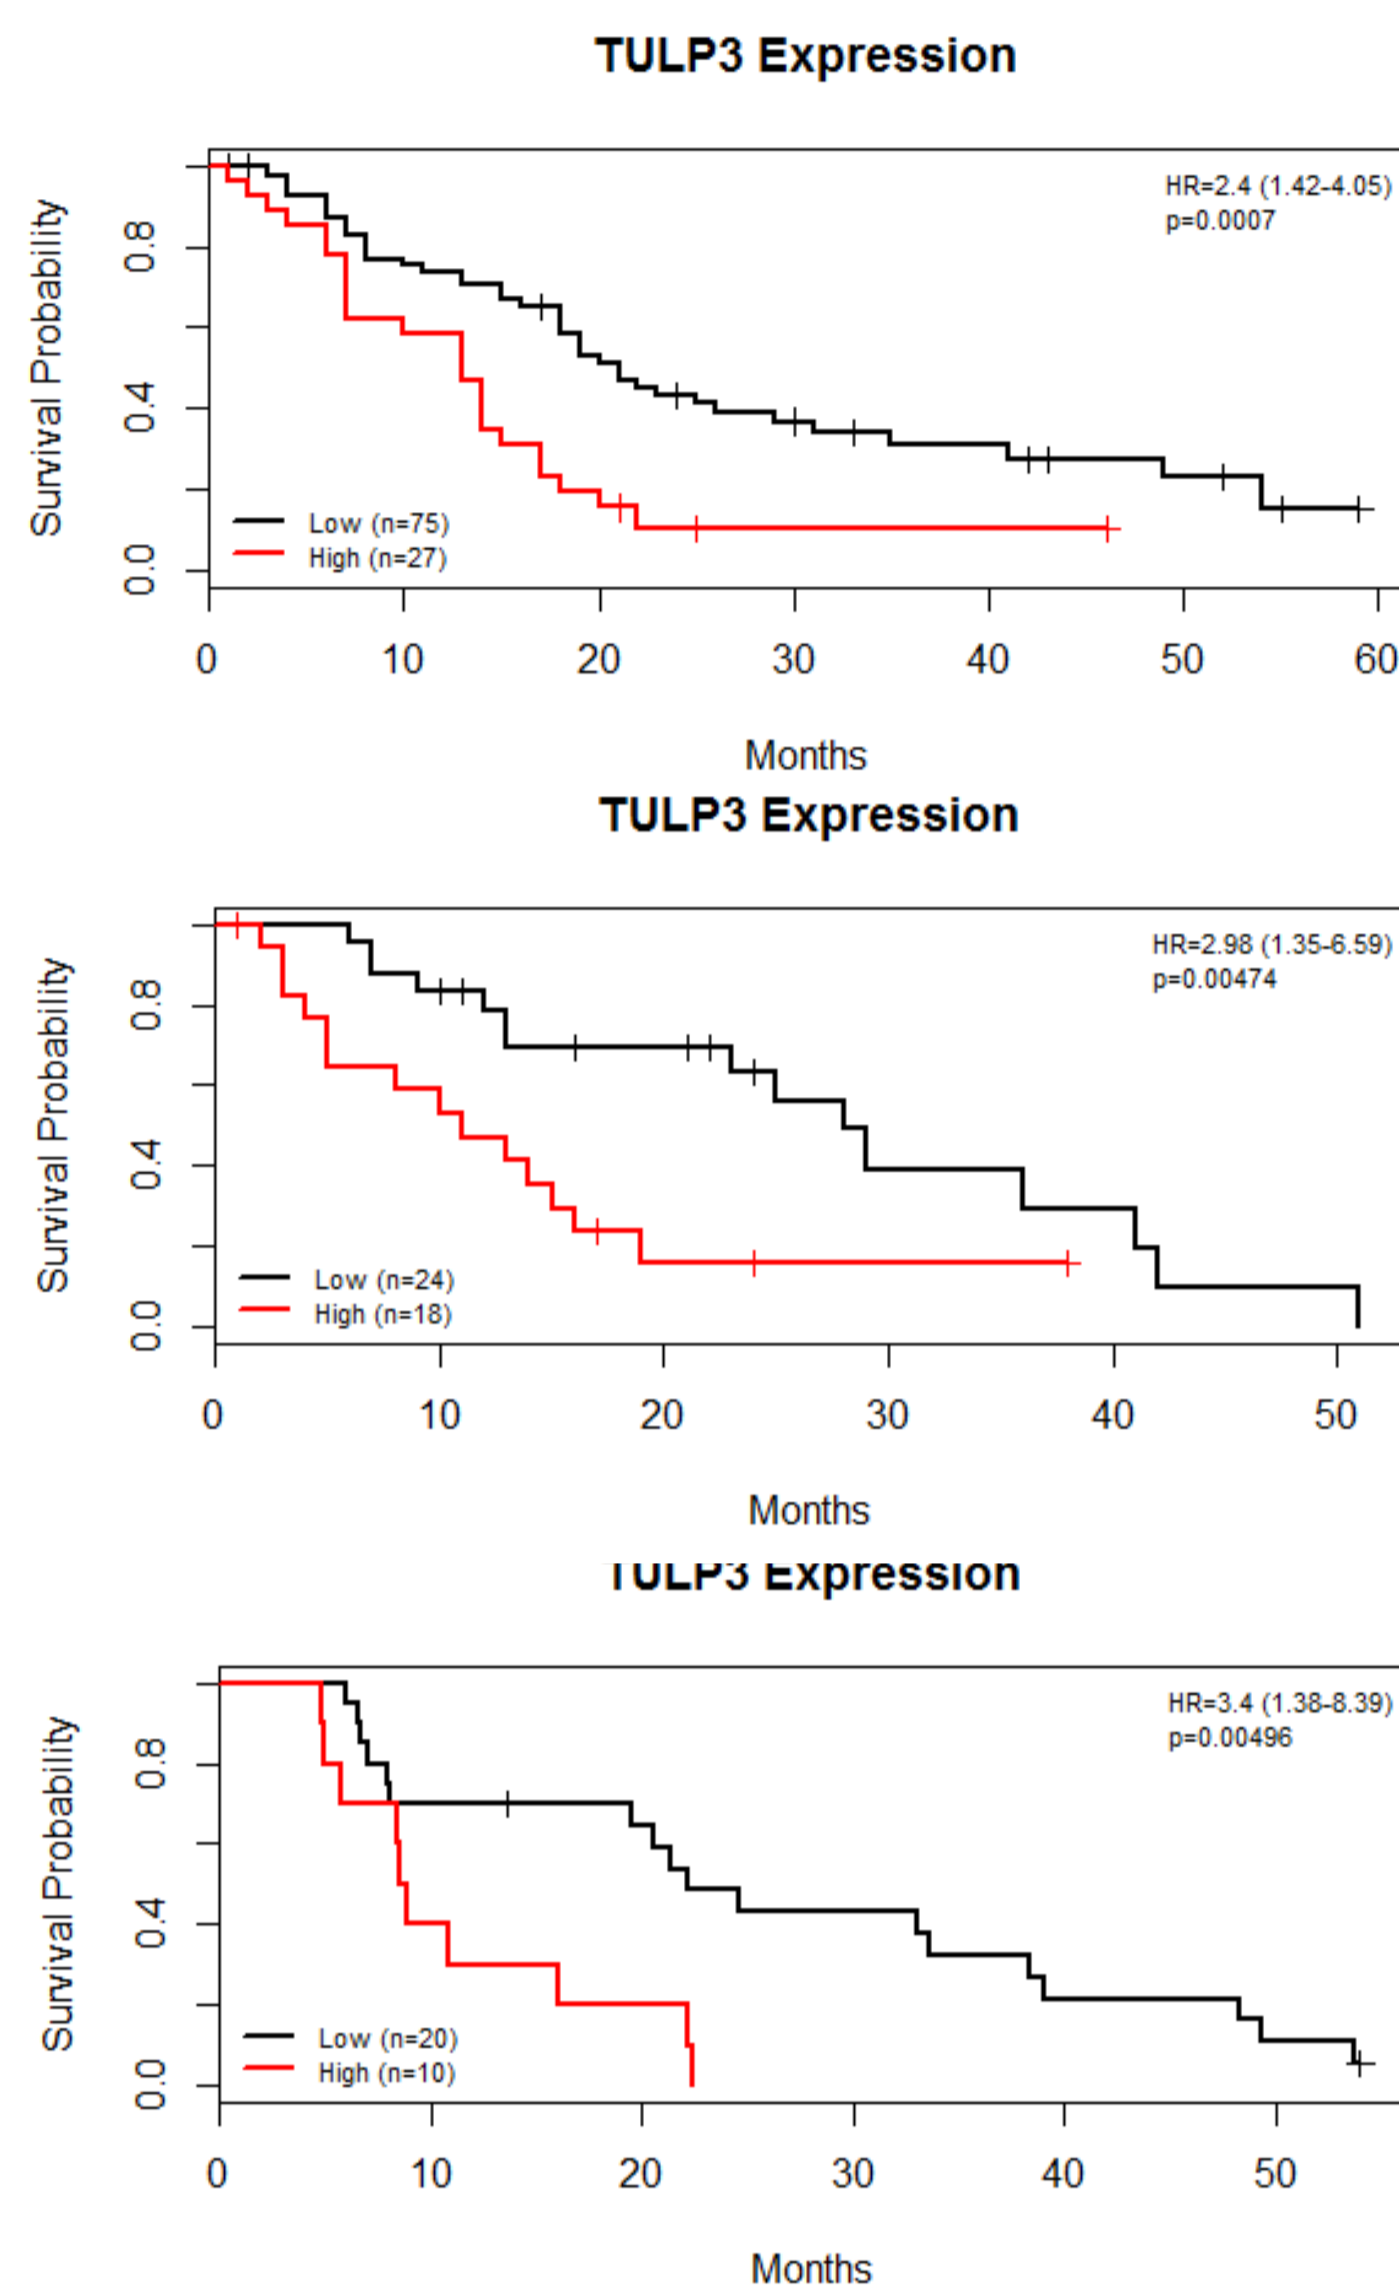 TULP3 Expression
HR=2.4 (1.42-4.05)
p=0.0007
Survival Probability
0.8
0.4
0.0
Low (n=75)
High (n=27)
0 10 20 30 40 50 60
Months
TULP3 Expression
HR=2.98 (1.35-6.59)
p=0.00474
Survival Probability
0.8
0.4
0.0
Low (n=24)
High (n=18)
0 10 20 30 40 50
Months
TULP3 Expression
HR=3.4 (1.38-8.39)
p=0.00496
Survival Probability
0.8
0.4
0.0
Low (n=20)
High (n=10)
0 10 20 30 40 50
Months